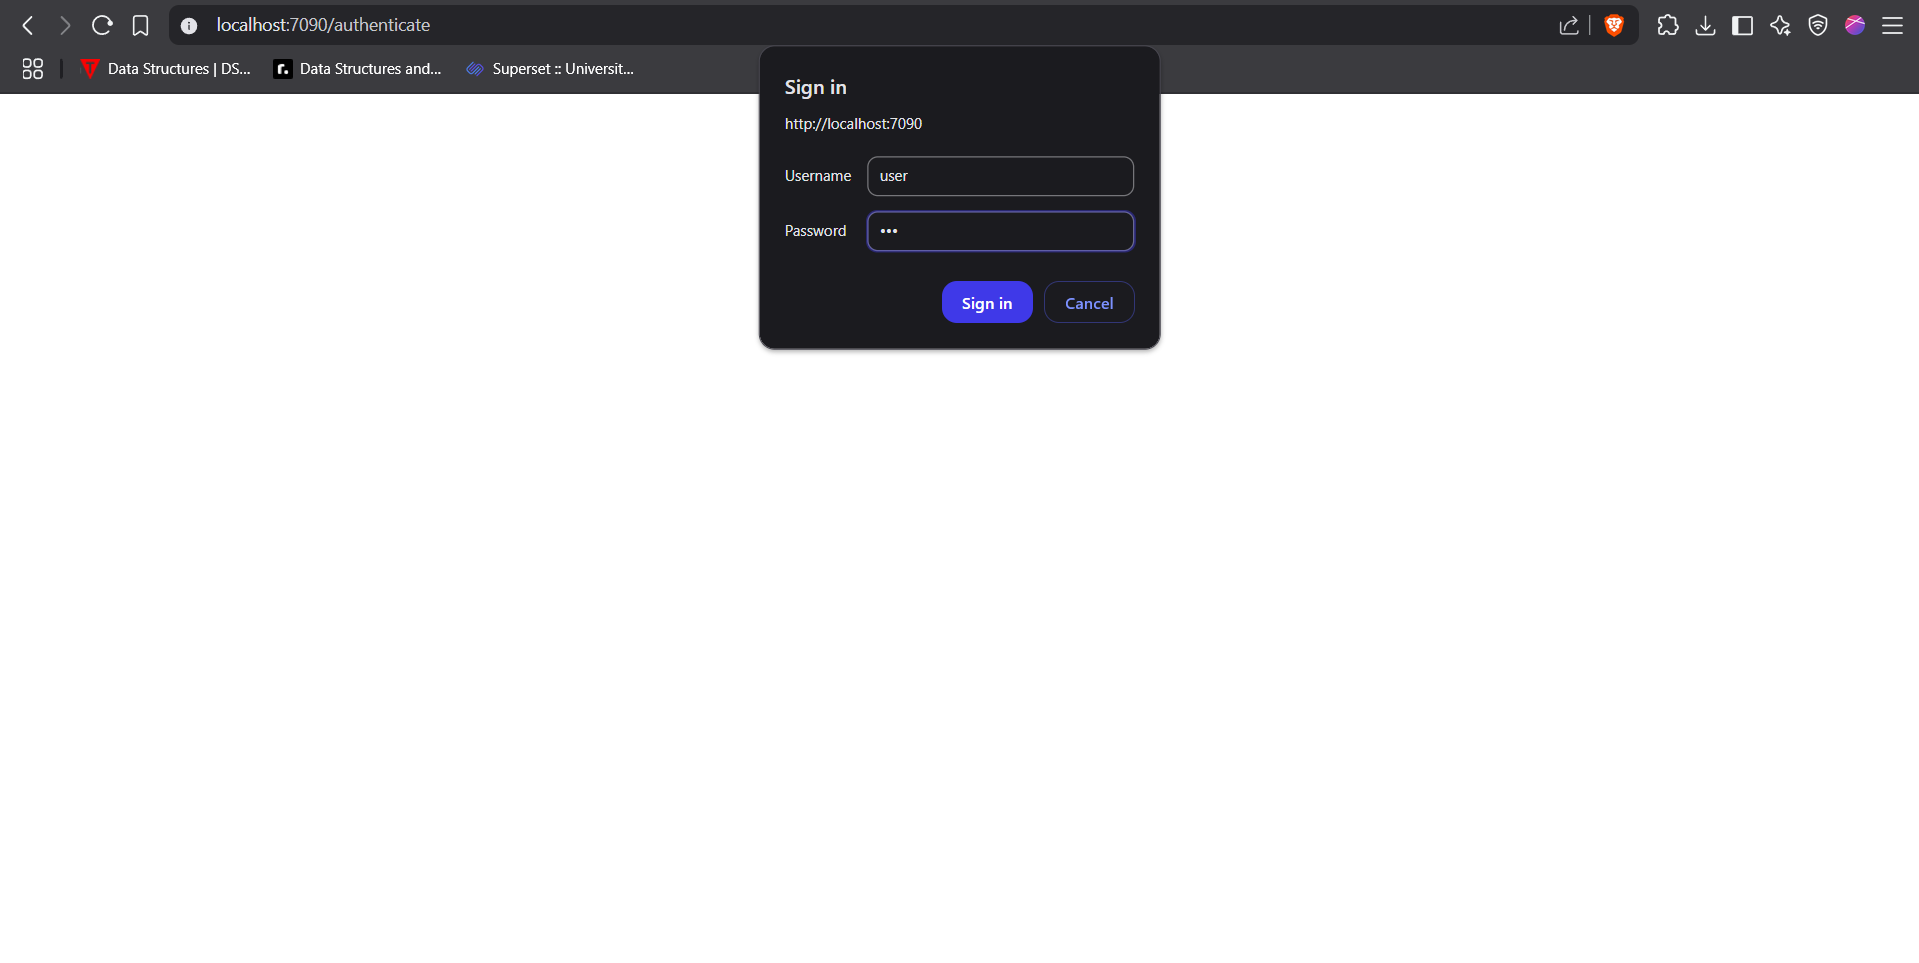 localhost:7090/authenticate
Data Structures | DS...
Data Structures and...
Superset :: Universit...
Sign in
http://localhost:7090
Username user
Password •••
Sign in Cancel